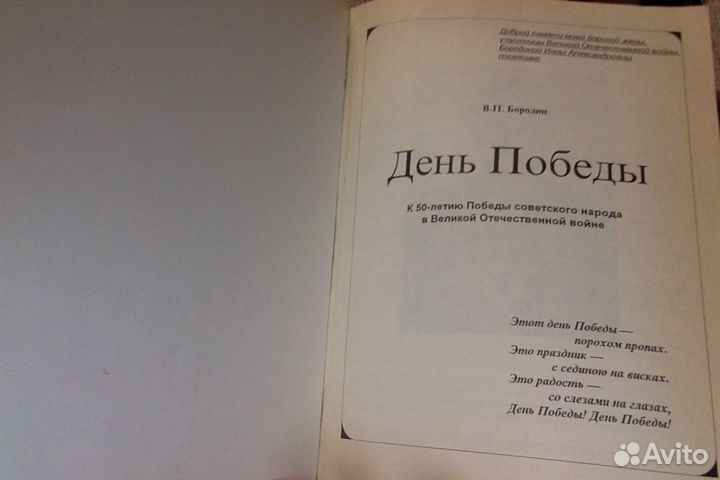 Доброй памяти моей дорогой жены,
участницы Великой Отечественной войны,
Бородиной Инны Александровны
посвящаю
В.П. Бородин
День Победы
К 50-летию Победы советского народа
в Великой Отечественной войне
Этот день Победы —
порохом пропах.
Это праздник —
с сединою на висках.
Это радость —
со слезами на глазах,
День Победы! День Победы!
Avito